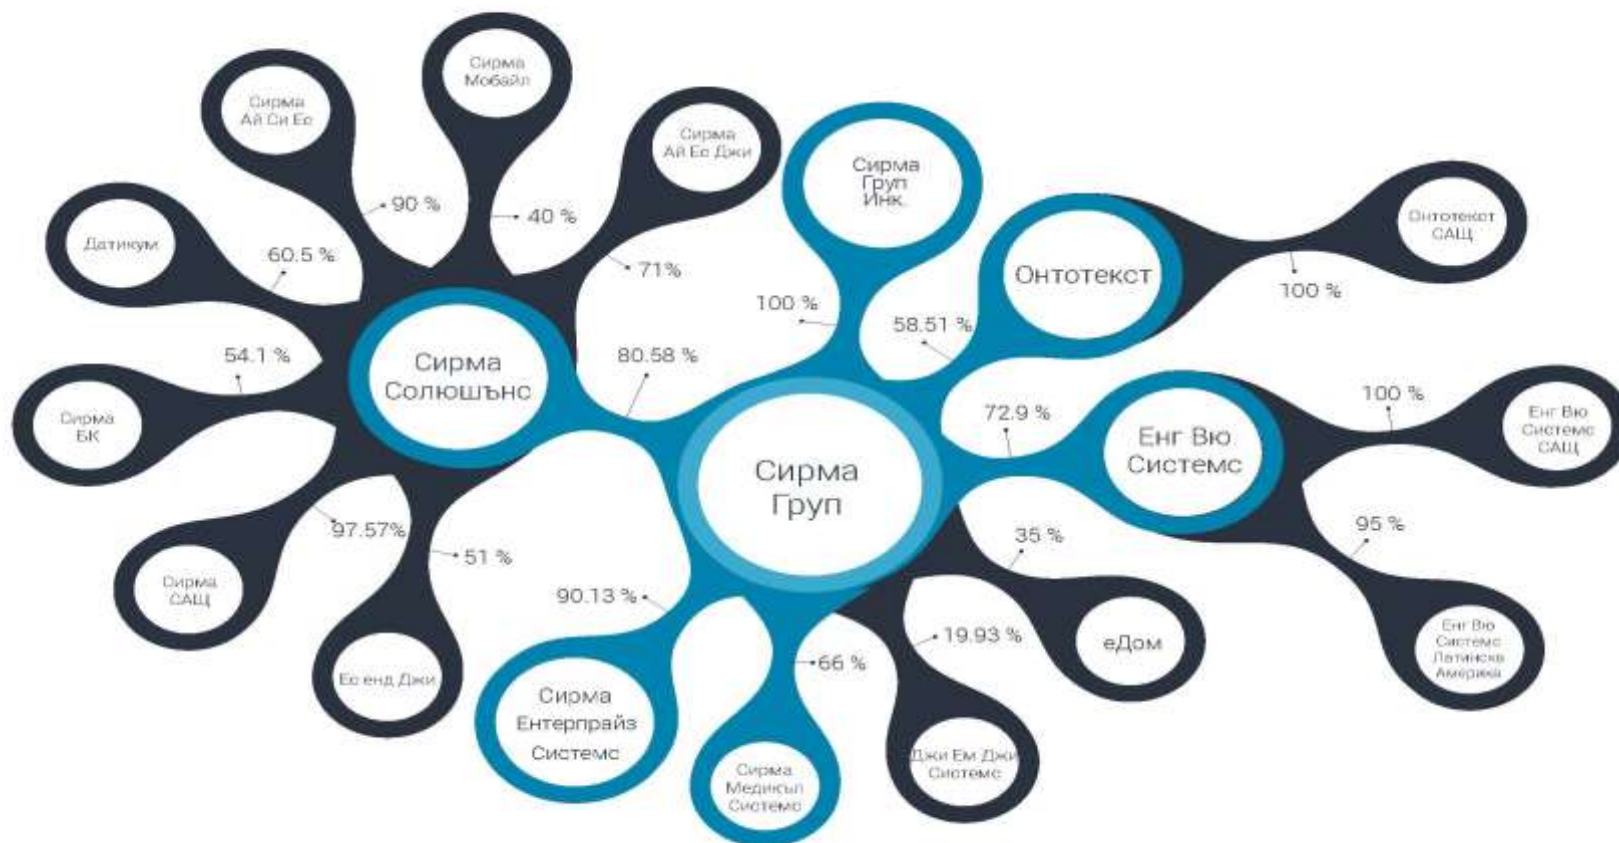 Сирма
Мобайл
Сирма
Ай Си Ес
Сирма
Ай Ес Джи
90 %
40 %
71%
Датикум
60.5 %
54.1 %
Сирма
БК
Сирма
Солюшънс
97.57%
Сирма
САЩ
51 %
Ес енд Джи
80.58 %
Сирма
Груп
Инк.
100 %
58.51 %
Онтотекст
100 %
Онтотекст
САЩ
72.9 %
Енг Вю
Системс
100 %
Енг Вю
Системс
САЩ
95 %
Енг Вю
Системс
Латинска
Америка
Сирма
Груп
35 %
еДом
19.93 %
Джи Ем Джи
Системс
66 %
Сирма
Медикъл
Системс
90.13 %
Сирма
Ентерпрайз
Системс